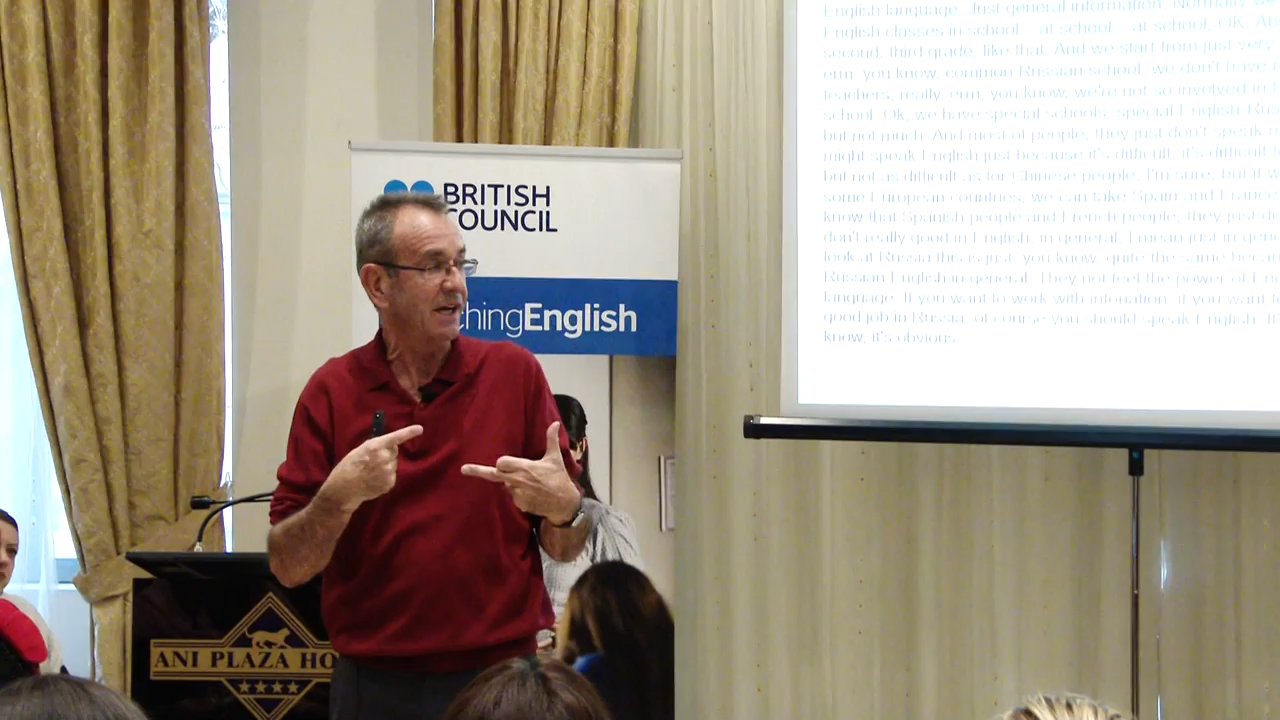 BRITISH
COUNCIL
chingEnglish
ANI PLAZA HO
English language. Just general information. Normally we
English classes in school - at school - at school, OK. Ab
second, third grade, like that. And we start from just very
erm, you know, common Russian school, we don't have
teachers, really, erm, you know, we're not so involved in
school. Ok, we have special schools, special English Rus
but not much. And most of people, they just don't speak
might speak English just because it's difficult, it's difficult
but not as difficult as for Chinese people, I'm sure, but if w
some European countries, we can take Spain and France
know that Spanish people and French people, they just do
don't really good in English, in general. I mean just in gene
look at Russia this is just, you know, quite the same becau
Russian, English in general. They not feel the power of En
language. If you want to work with international, if you want
good job in Russia, of course you should speak English. It
know, it's obvious.